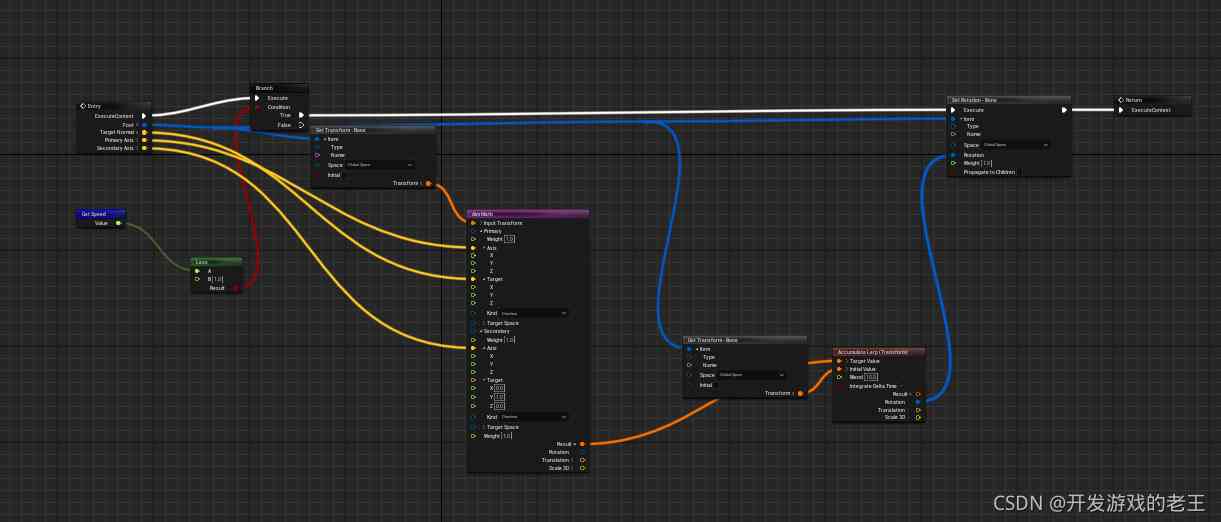 Entry
ExecuteContext
Foot
Target Normal
Primary Axis
Secondary Axis
Branch
Execute
Condition
True
False
Get Transform - Bone
Item
Type
Name
Space Global Space
Initial
Transform
Get Speed
Value
Less
A
B 1.0
Result
Aim Math
Input Transform
Primary
Weight 1.0
Axis
X
Y
Z
Target
X
Y
Z
Kind Direction
Target Space
Secondary
Weight 1.0
Axis
X
Y
Z
Target
X 0.0
Y 1.0
Z 0.0
Kind Direction
Target Space
Weight 1.0
Result
Rotation
Translation
Scale 3D
Get Transform - Bone
Item
Type
Name
Space Global Space
Initial
Transform
Accumulate Lerp (Transform)
Target Value
Initial Value
Blend 10.0
Integrate Delta Time
Result
Rotation
Translation
Scale 3D
Set Rotation - Bone
Execute
Item
Type
Name
Space Global Space
Rotation
Weight 1.0
Propagate to Children
Return
ExecuteContext
CSDN @开发游戏的老王